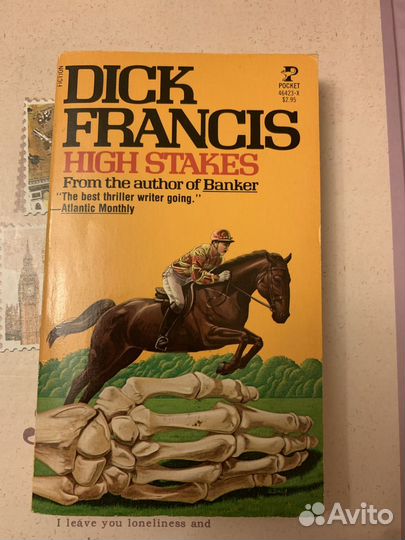 FICTION
DICK
FRANCIS
HIGH STAKES
From the author of Banker
"The best thriller writer going."
—Atlantic Monthly
P
POCKET
46423-X
$2.95
I leave you loneliness and
Avito